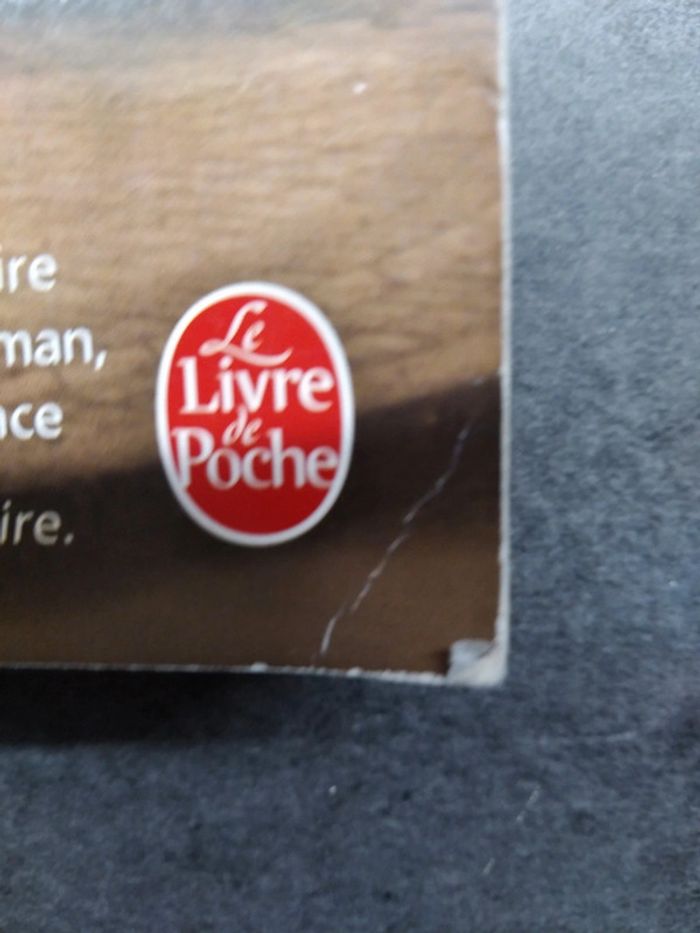 ire
man,
nce
ire.
Le
Livre
de
Poche